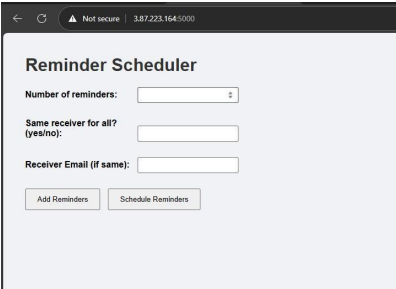 Not secure 3.87.223.164:5000
Reminder Scheduler
Number of reminders:
Same receiver for all?
(yes/no):
Receiver Email (if same):
Add Reminders Schedule Reminders